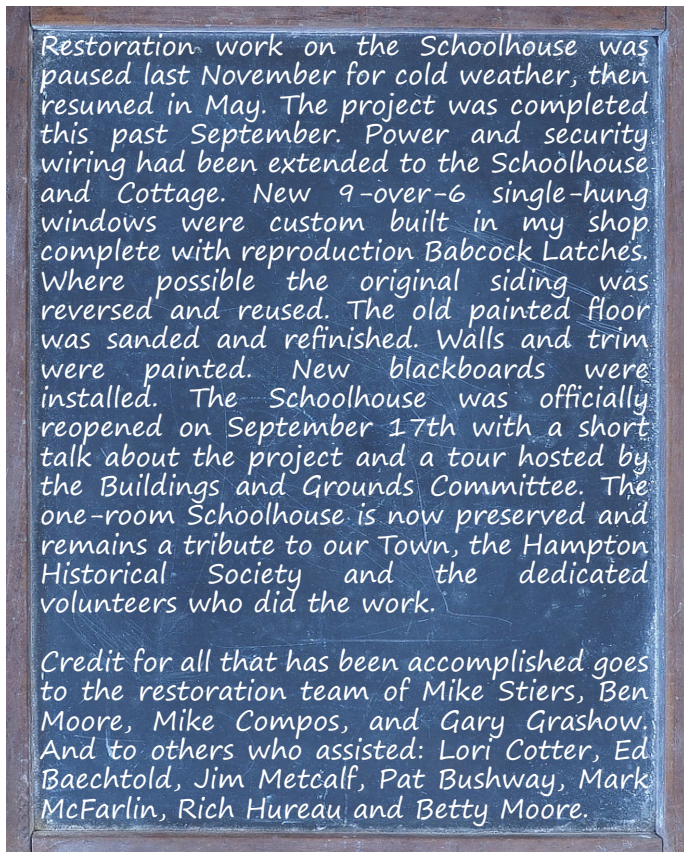 Restoration work on the Schoolhouse was
paused last November for cold weather, then
resumed in May. The project was completed
this past September. Power and security
wiring had been extended to the Schoolhouse
and Cottage. New 9-over-6 single-hung
windows were custom built in my shop
complete with reproduction Babcock Latches.
Where possible the original siding was
reversed and reused. The old painted floor
was sanded and refinished. Walls and trim
were painted. New blackboards were
installed. The Schoolhouse was officially
reopened on September 17th with a short
talk about the project and a tour hosted by
the Buildings and Grounds Committee. The
one-room Schoolhouse is now preserved and
remains a tribute to our Town, the Hampton
Historical Society and the dedicated
volunteers who did the work.

Credit for all that has been accomplished goes
to the restoration team of Mike Stiers, Ben
Moore, Mike Compos, and Gary Grashow.
And to others who assisted: Lori Cotter, Ed
Baechtold, Jim Metcalf, Pat Bushway, Mark
McFarlin, Rich Hureau and Betty Moore.